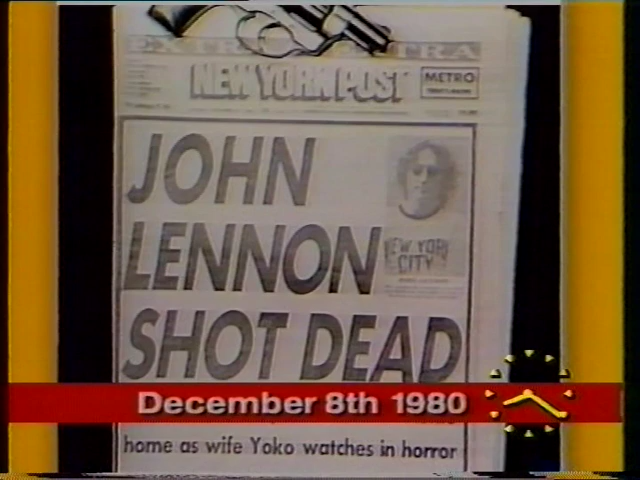 EXTRA EXTRA
NEW YORK POST
METRO
JOHN
LENNON
SHOT DEAD
NEW YORK
CITY
December 8th 1980
home as wife Yoko watches in horror